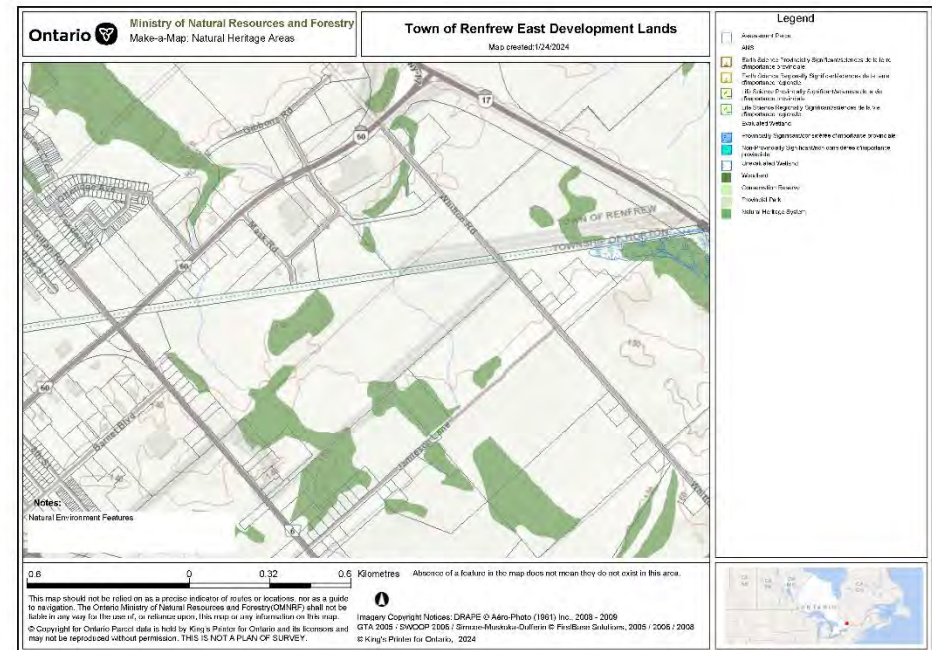 Ontario
Ministry of Natural Resources and Forestry
Make-a-Map: Natural Heritage Areas
Town of Renfrew East Development Lands
Map created:1/24/2024
Legend
Assessment Parcel
ANSI
Earth Science Provincially Significant/sciences de la terre
d'importance provinciale
Earth Science Regionally Significant/sciences de la terre
d'importance régionale
Life Science Provincially Significant/sciences de la vie
d'importance provinciale
Life Science Regionally Significant/sciences de la vie
d'importance régionale
Evaluated Wetland
Provincially Significant/considérée d'importance provinciale
Non-Provincially Significant/non considérée d'importance
provinciale
Unevaluated Wetland
Woodland
Conservation Reserve
Provincial Park
Natural Heritage System
17
60
Gibbons Rd
Mask Rd
TOWN OF RENFREW
TOWNSHIP OF HORTON
60
60
Barnet Blvd
Jamieson Lane
6
Notes:
Natural Environment Features
0.6 0 0.32 0.6 Kilometres
Absence of a feature in the map does not mean they do not exist in this area.
This map should not be relied on as a precise indicator of routes or locations, nor as a guide
to navigation. The Ontario Ministry of Natural Resources and Forestry(OMNRF) shall not be
liable in any way for the use of, or reliance upon, this map or any information on this map.
© Copyright for Ontario Parcel data is held by King's Printer for Ontario and its licensors and
may not be reproduced without permission. THIS IS NOT A PLAN OF SURVEY.
Imagery Copyright Notices: DRAPE © Aéro-Photo (1961) Inc., 2008 - 2009
GTA 2005 / SWOOP 2006 / Simcoe-Muskoka-Dufferin © FirstBase Solutions, 2005 / 2006 / 2008
© King's Printer for Ontario, 2024
ONTARIO